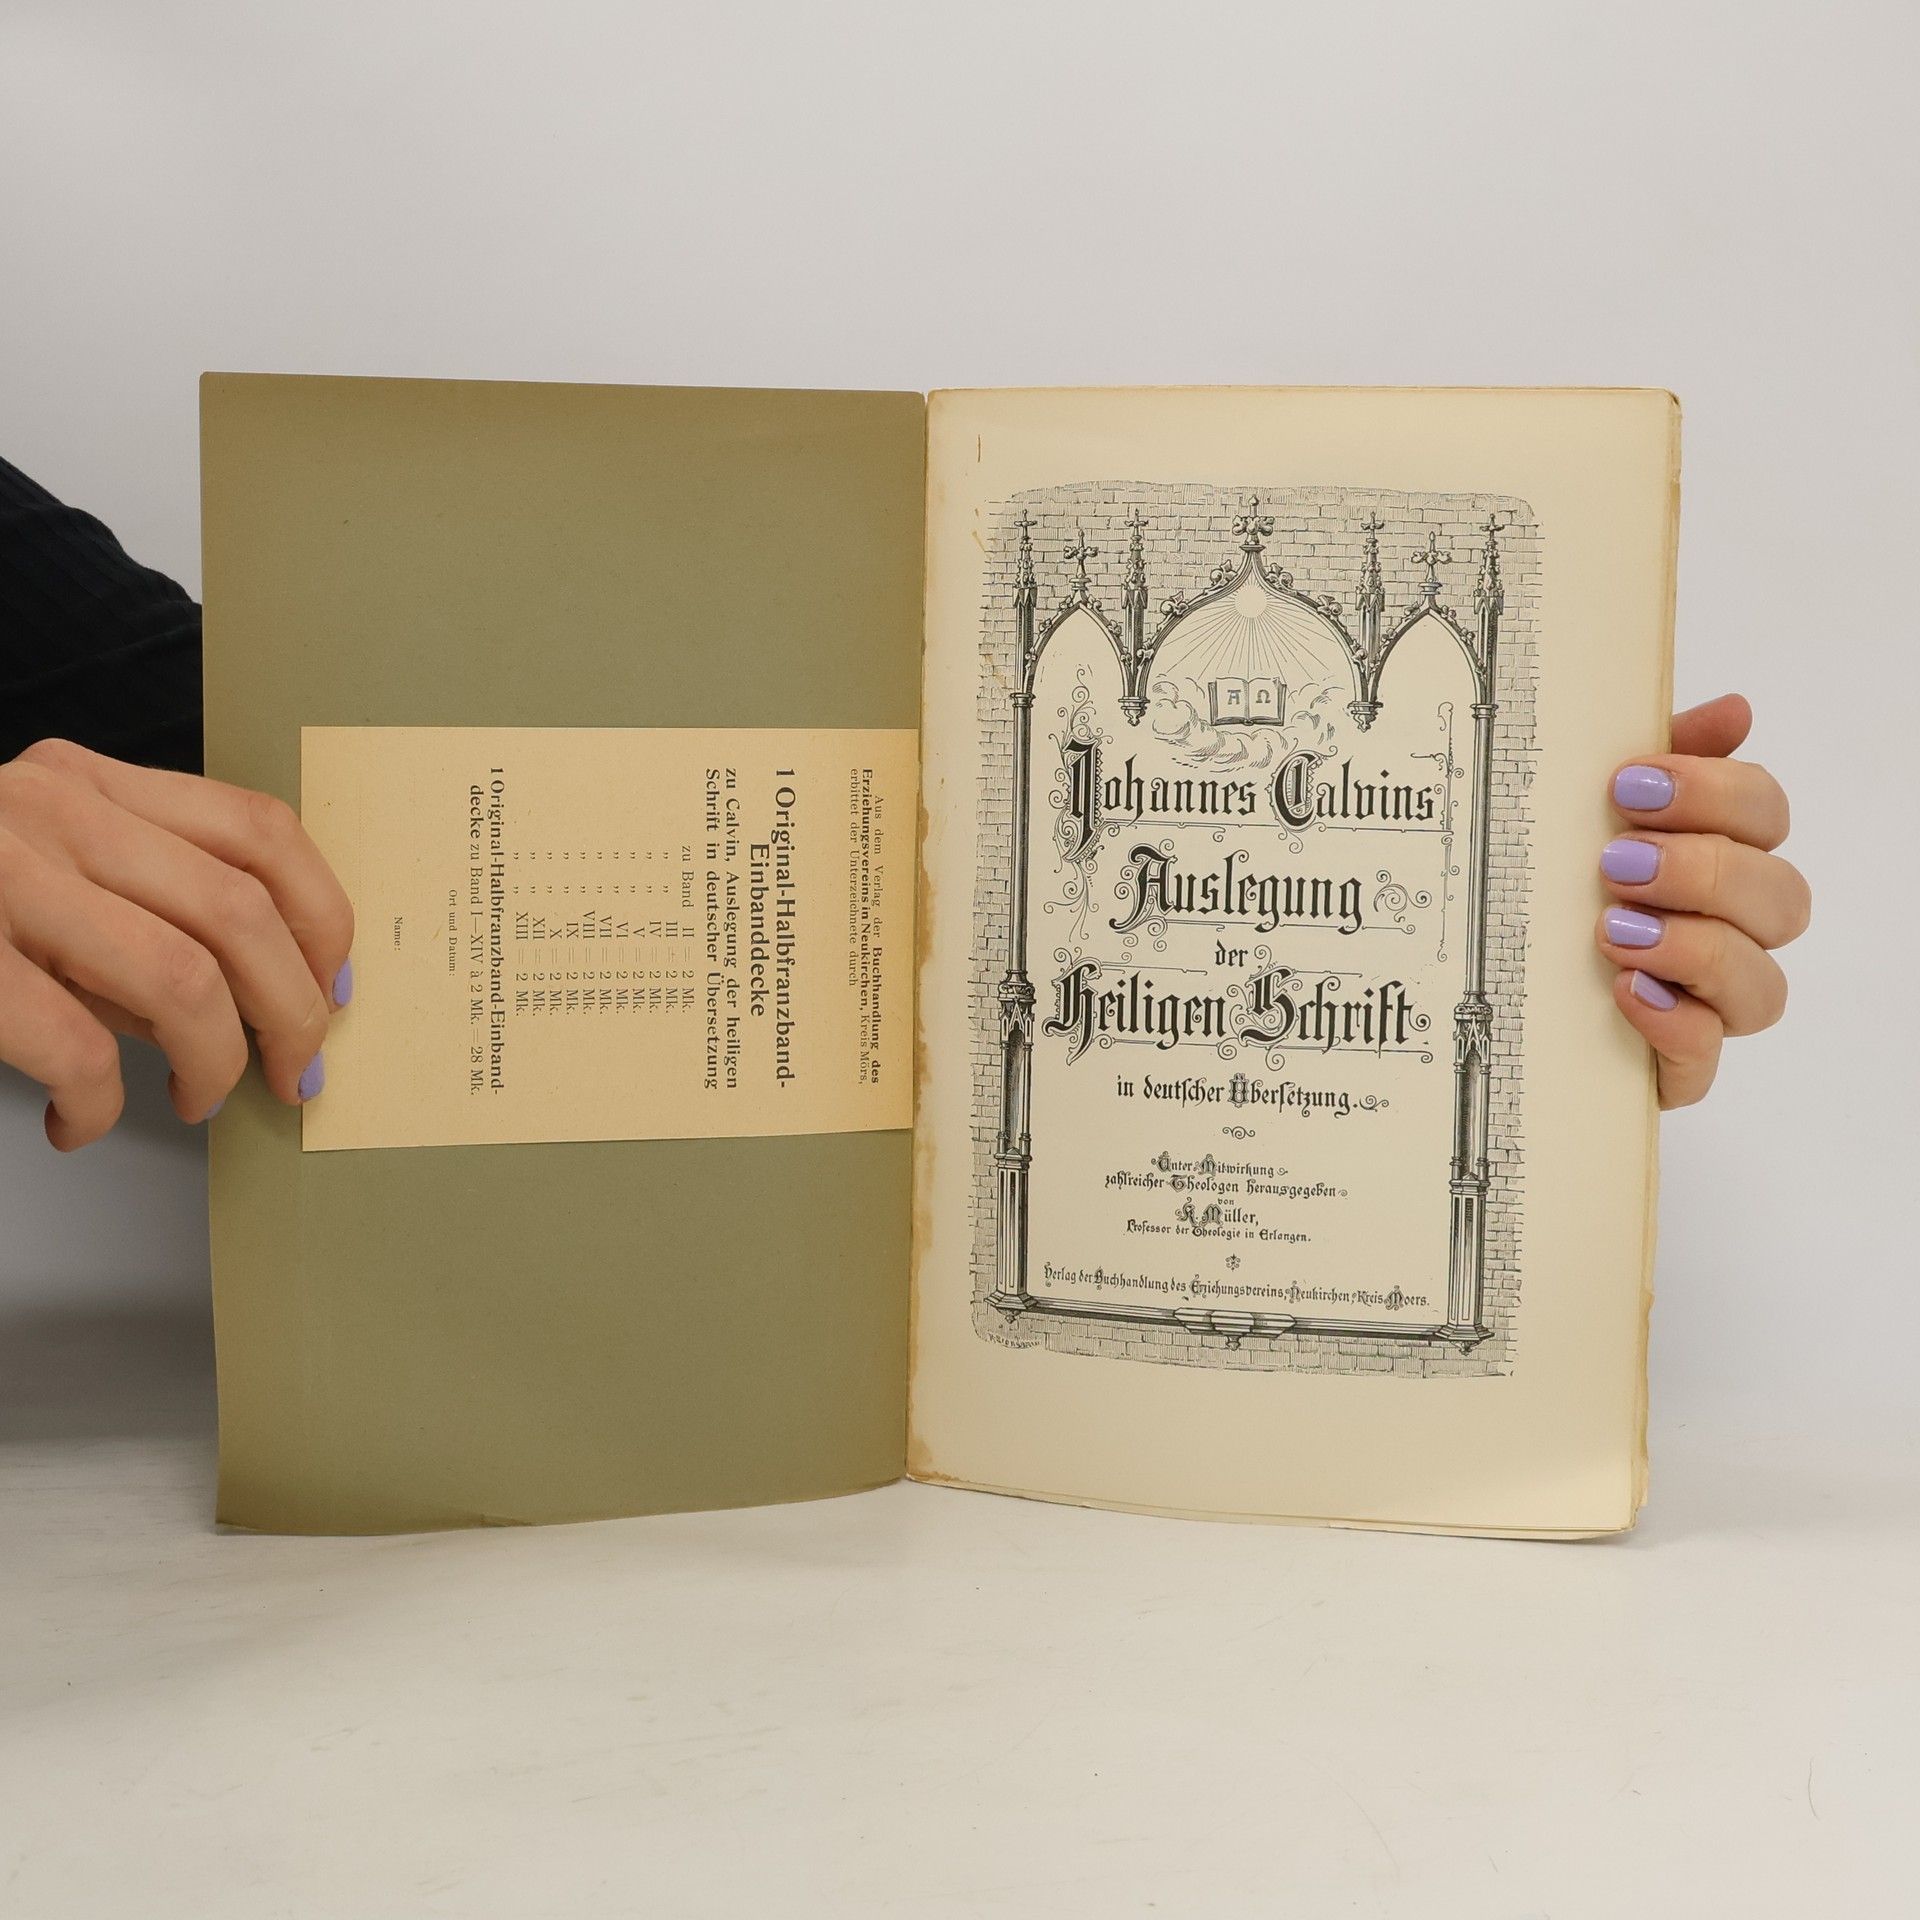 Aus dem Verlag der Buchhandlung des
Erziehungsvereins in Neukirchen, Kreis Mörs,
erbittet der Unterzeichnete durch
1 Original-Halbfranzband-
Einbanddecke
zu Calvin, Auslegung der heiligen
Schrift in deutscher Übersetzung
zu Band II = 2 Mk.
„ „ III = 2 Mk.
„ „ IV = 2 Mk.
„ „ V = 2 Mk.
„ „ VI = 2 Mk.
„ „ VII = 2 Mk.
„ „ VIII = 2 Mk.
„ „ IX = 2 Mk.
„ „ X = 2 Mk.
„ „ XII = 2 Mk.
„ „ XIII = 2 Mk.
1 Original-Halbfranzband-Einband-
decke zu Band I—XIV à 2 Mk. = 28 Mk.
Ort und Datum:
Name:
A Ω
Johannes Calvins
Auslegung
der
Heiligen Schrift
in deutscher Übersetzung.
Unter Mitwirkung
zahlreicher Theologen herausgegeben
von
K. Müller,
Professor der Theologie in Erlangen.
Verlag der Buchhandlung des Erziehungsvereins, Neukirchen, Kreis Moers.